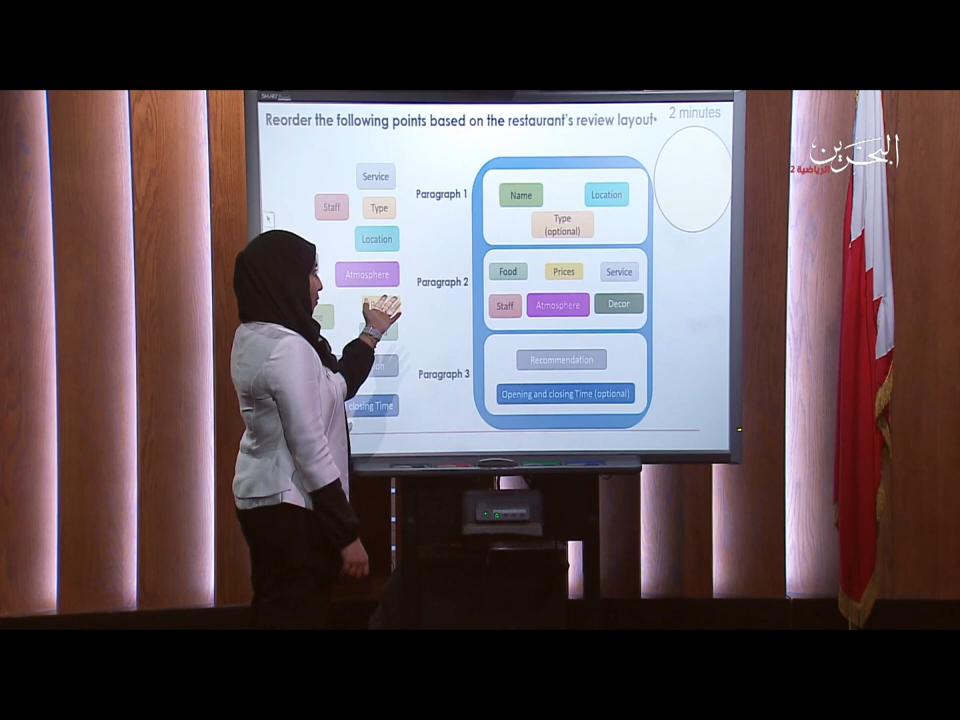 SMART
Reorder the following points based on the restaurant's review layout
2 minutes
البحرين
الرياضية 2
Service
Staff
Type
Location
Atmosphere
closing Time
Paragraph 1
Name
Location
Type
(optional)
Paragraph 2
Food
Prices
Service
Staff
Atmosphere
Decor
Paragraph 3
Recommendation
Opening and closing Time (optional)